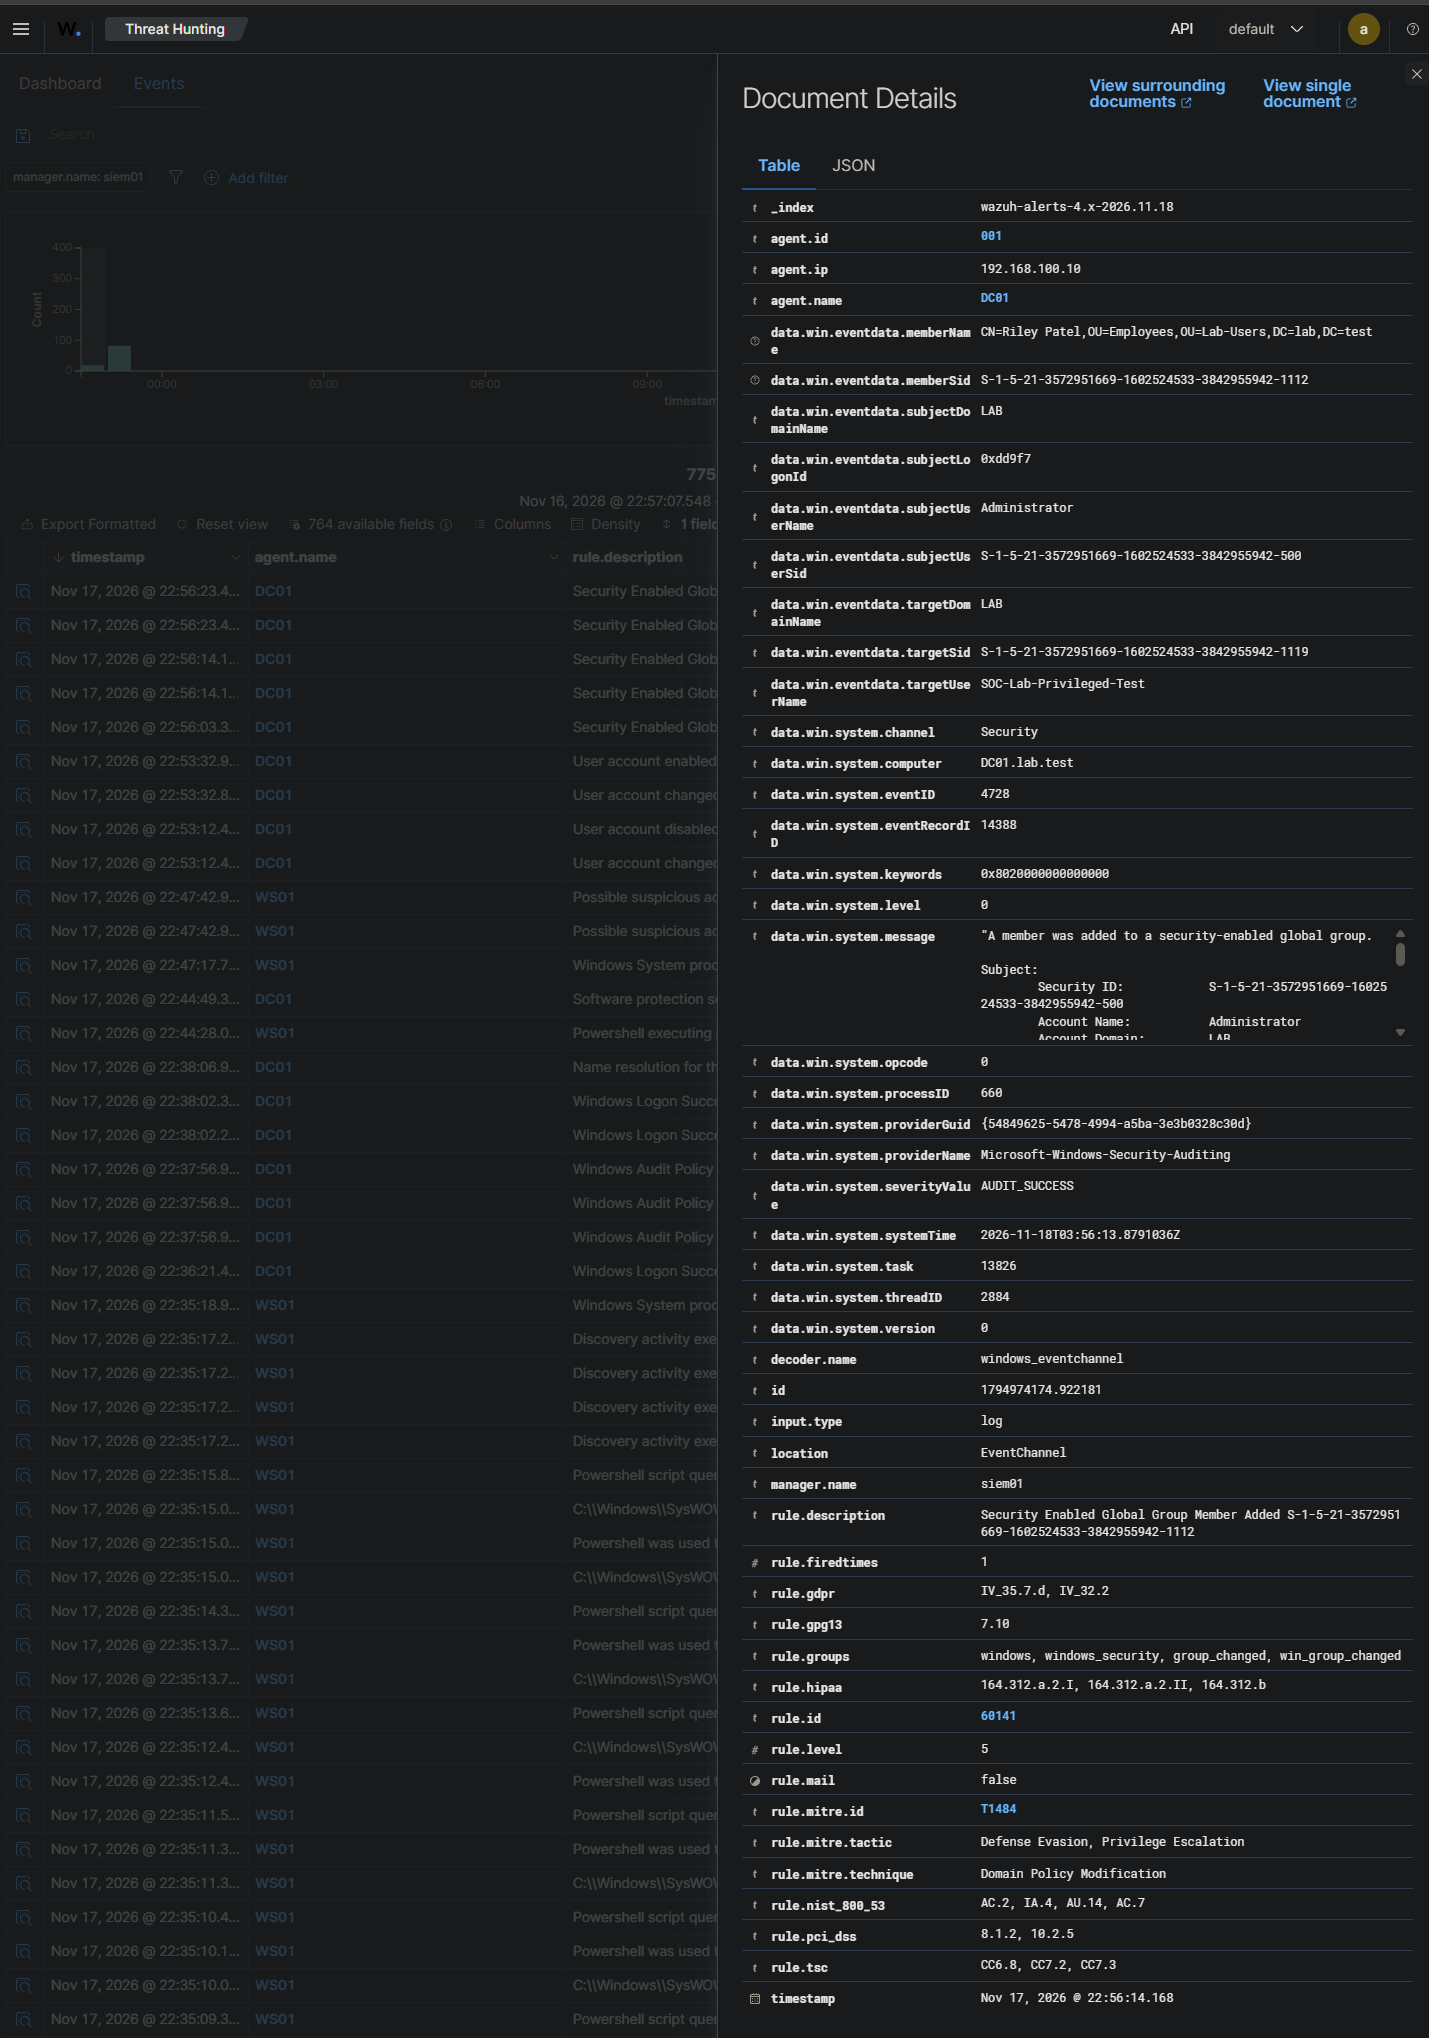 W.
Threat Hunting
API
default
a
Dashboard
Events
Search
manager.name: siem01
Add filter
400
300
200
100
0
Count
00:00
03:00
06:00
09:00
timestam
775
Nov 16, 2026 @ 22:57:07.548 -
Export Formatted
Reset view
764 available fields
Columns
Density
1 field
timestamp
agent.name
rule.description
Nov 17, 2026 @ 22:56:23.4... DC01 Security Enabled Glob
Nov 17, 2026 @ 22:56:23.4... DC01 Security Enabled Glob
Nov 17, 2026 @ 22:56:14.1... DC01 Security Enabled Glob
Nov 17, 2026 @ 22:56:14.1... DC01 Security Enabled Glob
Nov 17, 2026 @ 22:56:03.3... DC01 Security Enabled Glob
Nov 17, 2026 @ 22:53:32.9... DC01 User account enabled
Nov 17, 2026 @ 22:53:32.8... DC01 User account changed
Nov 17, 2026 @ 22:53:12.4... DC01 User account disabled
Nov 17, 2026 @ 22:53:12.4... DC01 User account changed
Nov 17, 2026 @ 22:47:42.9... WS01 Possible suspicious ac
Nov 17, 2026 @ 22:47:42.9... WS01 Possible suspicious ac
Nov 17, 2026 @ 22:47:17.7... WS01 Windows System proc
Nov 17, 2026 @ 22:44:49.3... DC01 Software protection s
Nov 17, 2026 @ 22:44:28.0... WS01 Powershell executing
Nov 17, 2026 @ 22:38:06.9... DC01 Name resolution for th
Nov 17, 2026 @ 22:38:02.3... DC01 Windows Logon Succ
Nov 17, 2026 @ 22:38:02.2... DC01 Windows Logon Succ
Nov 17, 2026 @ 22:37:56.9... DC01 Windows Audit Policy
Nov 17, 2026 @ 22:37:56.9... DC01 Windows Audit Policy
Nov 17, 2026 @ 22:37:56.9... DC01 Windows Audit Policy
Nov 17, 2026 @ 22:36:21.4... DC01 Windows Logon Succ
Nov 17, 2026 @ 22:35:18.9... WS01 Windows System proc
Nov 17, 2026 @ 22:35:17.2... WS01 Discovery activity exe
Nov 17, 2026 @ 22:35:17.2... WS01 Discovery activity exe
Nov 17, 2026 @ 22:35:17.2... WS01 Discovery activity exe
Nov 17, 2026 @ 22:35:17.2... WS01 Discovery activity exe
Nov 17, 2026 @ 22:35:15.8... WS01 Powershell script que
Nov 17, 2026 @ 22:35:15.0... WS01 C:\\Windows\\SysWOW
Nov 17, 2026 @ 22:35:15.0... WS01 Powershell was used t
Nov 17, 2026 @ 22:35:15.0... WS01 C:\\Windows\\SysWOW
Nov 17, 2026 @ 22:35:14.3... WS01 Powershell script que
Nov 17, 2026 @ 22:35:13.7... WS01 Powershell was used t
Nov 17, 2026 @ 22:35:13.7... WS01 C:\\Windows\\SysWOW
Nov 17, 2026 @ 22:35:13.6... WS01 Powershell script que
Nov 17, 2026 @ 22:35:12.4... WS01 C:\\Windows\\SysWOW
Nov 17, 2026 @ 22:35:12.4... WS01 Powershell was used t
Nov 17, 2026 @ 22:35:11.5... WS01 Powershell script que
Nov 17, 2026 @ 22:35:11.3... WS01 Powershell was used t
Nov 17, 2026 @ 22:35:11.3... WS01 C:\\Windows\\SysWOW
Nov 17, 2026 @ 22:35:10.4... WS01 Powershell script que
Nov 17, 2026 @ 22:35:10.1... WS01 Powershell was used t
Nov 17, 2026 @ 22:35:10.0... WS01 C:\\Windows\\SysWOW
Nov 17, 2026 @ 22:35:09.3... WS01 Powershell script que
Document Details
View surrounding
documents
View single
document
Table
JSON
t _index wazuh-alerts-4.x-2026.11.18
t agent.id 001
t agent.ip 192.168.100.10
t agent.name DC01
data.win.eventdata.memberNam CN=Riley Patel,OU=Employees,OU=Lab-Users,DC=lab,DC=test
e
data.win.eventdata.memberSid S-1-5-21-3572951669-1602524533-3842955942-1112
t data.win.eventdata.subjectDo LAB
mainName
t data.win.eventdata.subjectLo 0xdd9f7
gonId
t data.win.eventdata.subjectUs Administrator
erName
t data.win.eventdata.subjectUs S-1-5-21-3572951669-1602524533-3842955942-500
erSid
t data.win.eventdata.targetDom LAB
ainName
t data.win.eventdata.targetSid S-1-5-21-3572951669-1602524533-3842955942-1119
t data.win.eventdata.targetUse SOC-Lab-Privileged-Test
rName
t data.win.system.channel Security
t data.win.system.computer DC01.lab.test
t data.win.system.eventID 4728
t data.win.system.eventRecordI 14388
D
t data.win.system.keywords 0x8020000000000000
t data.win.system.level 0
t data.win.system.message "A member was added to a security-enabled global group.
Subject:
Security ID: S-1-5-21-3572951669-16025
24533-3842955942-500
Account Name: Administrator
Account Domain: LAB
t data.win.system.opcode 0
t data.win.system.processID 660
t data.win.system.providerGuid {54849625-5478-4994-a5ba-3e3b0328c30d}
t data.win.system.providerName Microsoft-Windows-Security-Auditing
t data.win.system.severityValu AUDIT_SUCCESS
e
t data.win.system.systemTime 2026-11-18T03:56:13.8791036Z
t data.win.system.task 13826
t data.win.system.threadID 2884
t data.win.system.version 0
t decoder.name windows_eventchannel
t id 1794974174.922181
t input.type log
t location EventChannel
t manager.name siem01
t rule.description Security Enabled Global Group Member Added S-1-5-21-3572951
669-1602524533-3842955942-1112
# rule.firedtimes 1
t rule.gdpr IV_35.7.d, IV_32.2
t rule.gpg13 7.10
t rule.groups windows, windows_security, group_changed, win_group_changed
t rule.hipaa 164.312.a.2.I, 164.312.a.2.II, 164.312.b
t rule.id 60141
# rule.level 5
rule.mail false
t rule.mitre.id T1484
t rule.mitre.tactic Defense Evasion, Privilege Escalation
t rule.mitre.technique Domain Policy Modification
t rule.nist_800_53 AC.2, IA.4, AU.14, AC.7
t rule.pci_dss 8.1.2, 10.2.5
t rule.tsc CC6.8, CC7.2, CC7.3
timestamp Nov 17, 2026 @ 22:56:14.168